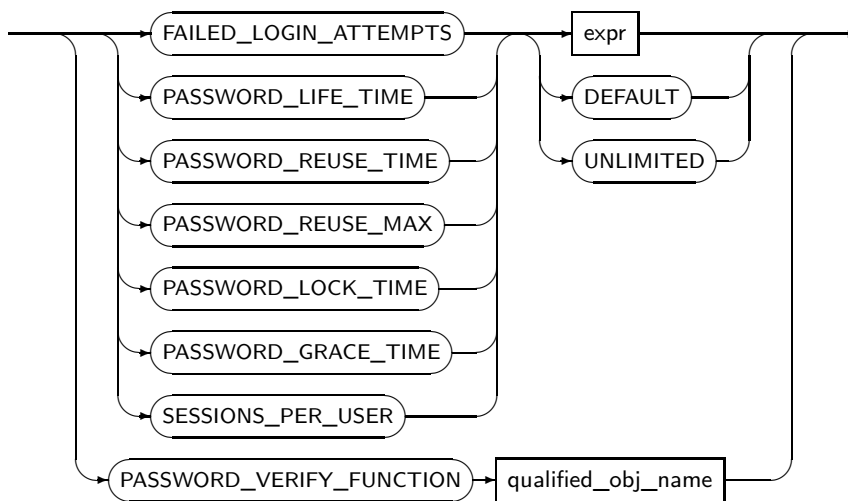 FAILED_LOGIN_ATTEMPTS expr
PASSWORD_LIFE_TIME DEFAULT
PASSWORD_REUSE_TIME UNLIMITED
PASSWORD_REUSE_MAX
PASSWORD_LOCK_TIME
PASSWORD_GRACE_TIME
SESSIONS_PER_USER
PASSWORD_VERIFY_FUNCTION qualified_obj_name